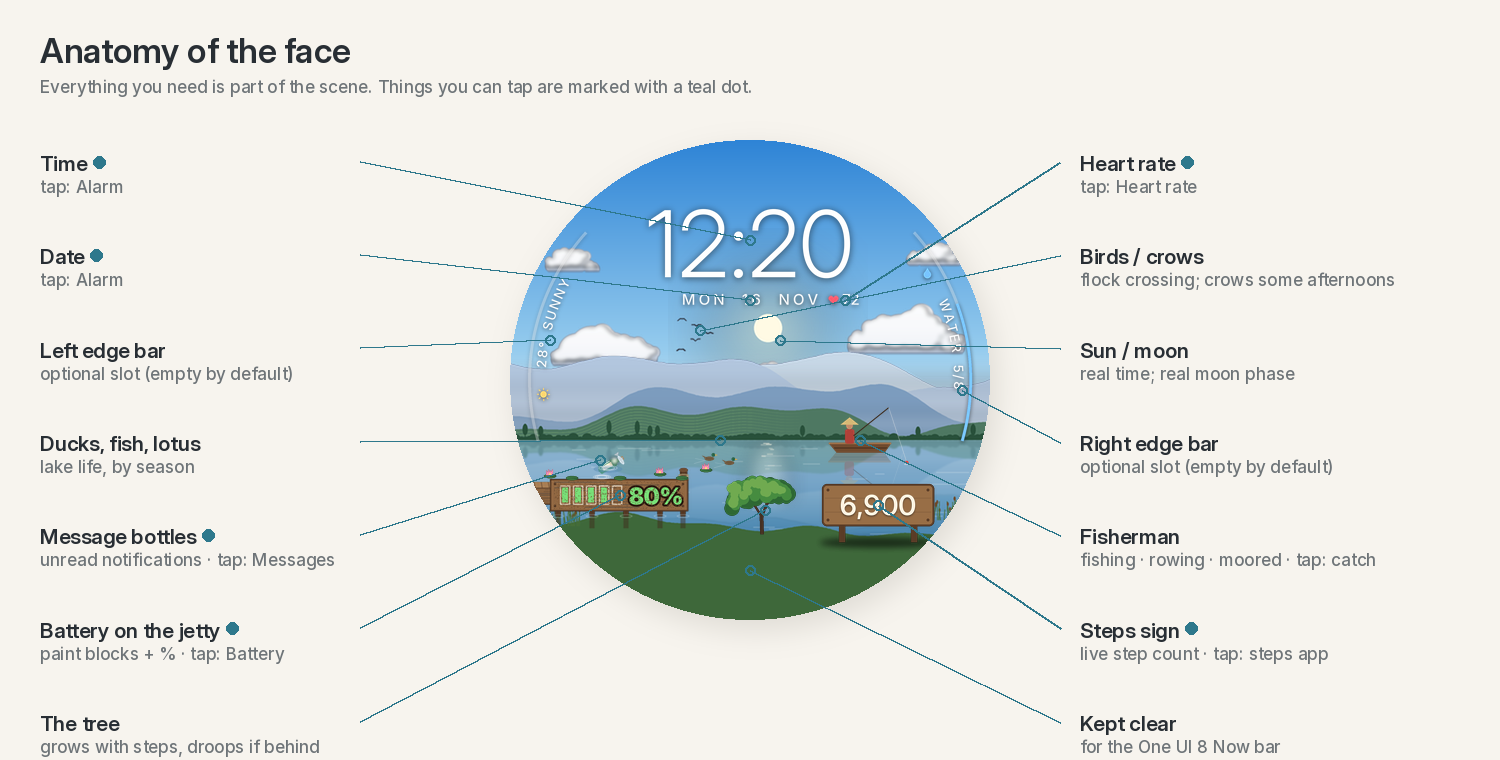 Anatomy of the face
Everything you need is part of the scene. Things you can tap are marked with a teal dot.
Time
tap: Alarm
Date
tap: Alarm
Left edge bar
optional slot (empty by default)
Ducks, fish, lotus
lake life, by season
Message bottles
unread notifications · tap: Messages
Battery on the jetty
paint blocks + % · tap: Battery
The tree
grows with steps, droops if behind
12:20
MON 16 NOV 72
28° SUNNY
WATER 5/8
80%
6,900
Heart rate
tap: Heart rate
Birds / crows
flock crossing; crows some afternoons
Sun / moon
real time; real moon phase
Right edge bar
optional slot (empty by default)
Fisherman
fishing · rowing · moored · tap: catch
Steps sign
live step count · tap: steps app
Kept clear
for the One UI 8 Now bar